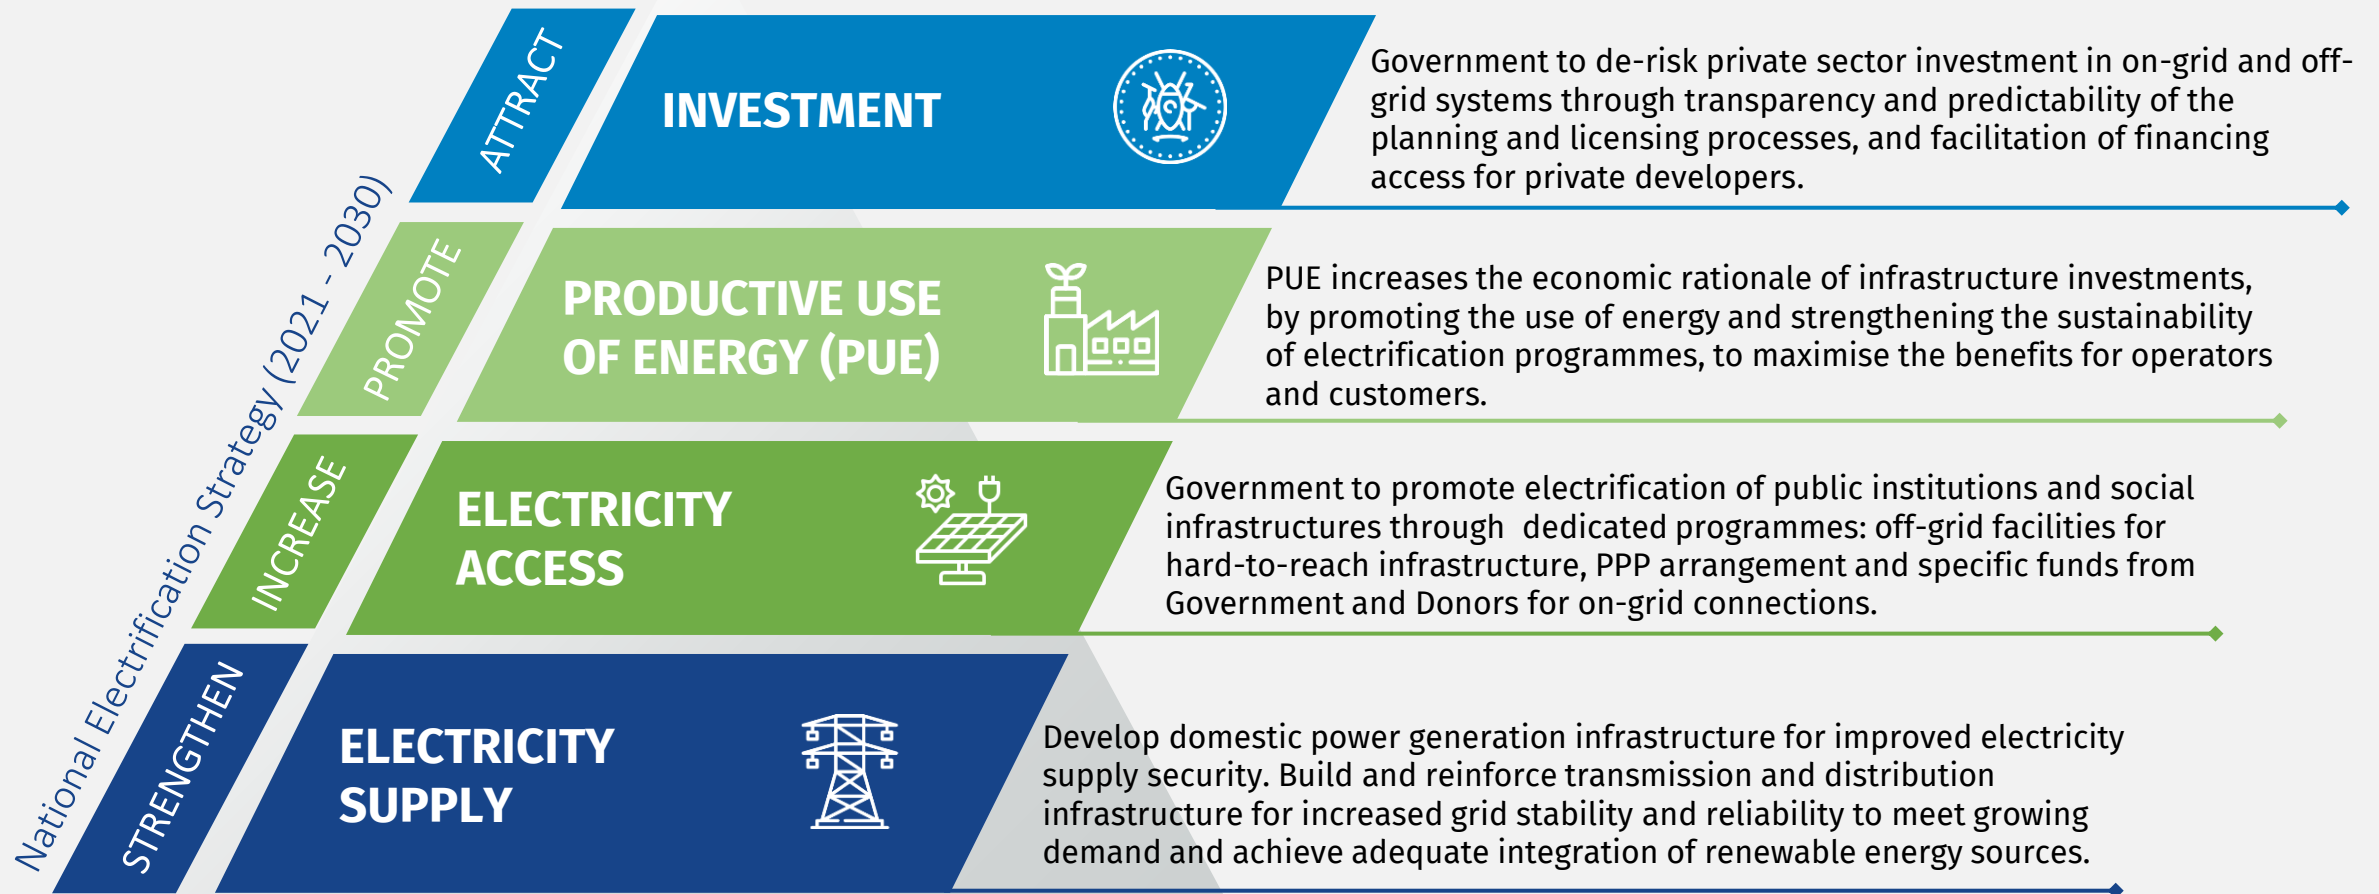 National Electrification Strategy (2021 - 2030)
ATTRACT
INVESTMENT
Government to de-risk private sector investment in on-grid and off-
grid systems through transparency and predictability of the
planning and licensing processes, and facilitation of financing
access for private developers.
PROMOTE
PRODUCTIVE USE
OF ENERGY (PUE)
PUE increases the economic rationale of infrastructure investments,
by promoting the use of energy and strengthening the sustainability
of electrification programmes, to maximise the benefits for operators
and customers.
INCREASE
ELECTRICITY
ACCESS
Government to promote electrification of public institutions and social
infrastructures through dedicated programmes: off-grid facilities for
hard-to-reach infrastructure, PPP arrangement and specific funds from
Government and Donors for on-grid connections.
STRENGTHEN
ELECTRICITY
SUPPLY
Develop domestic power generation infrastructure for improved electricity
supply security. Build and reinforce transmission and distribution
infrastructure for increased grid stability and reliability to meet growing
demand and achieve adequate integration of renewable energy sources.